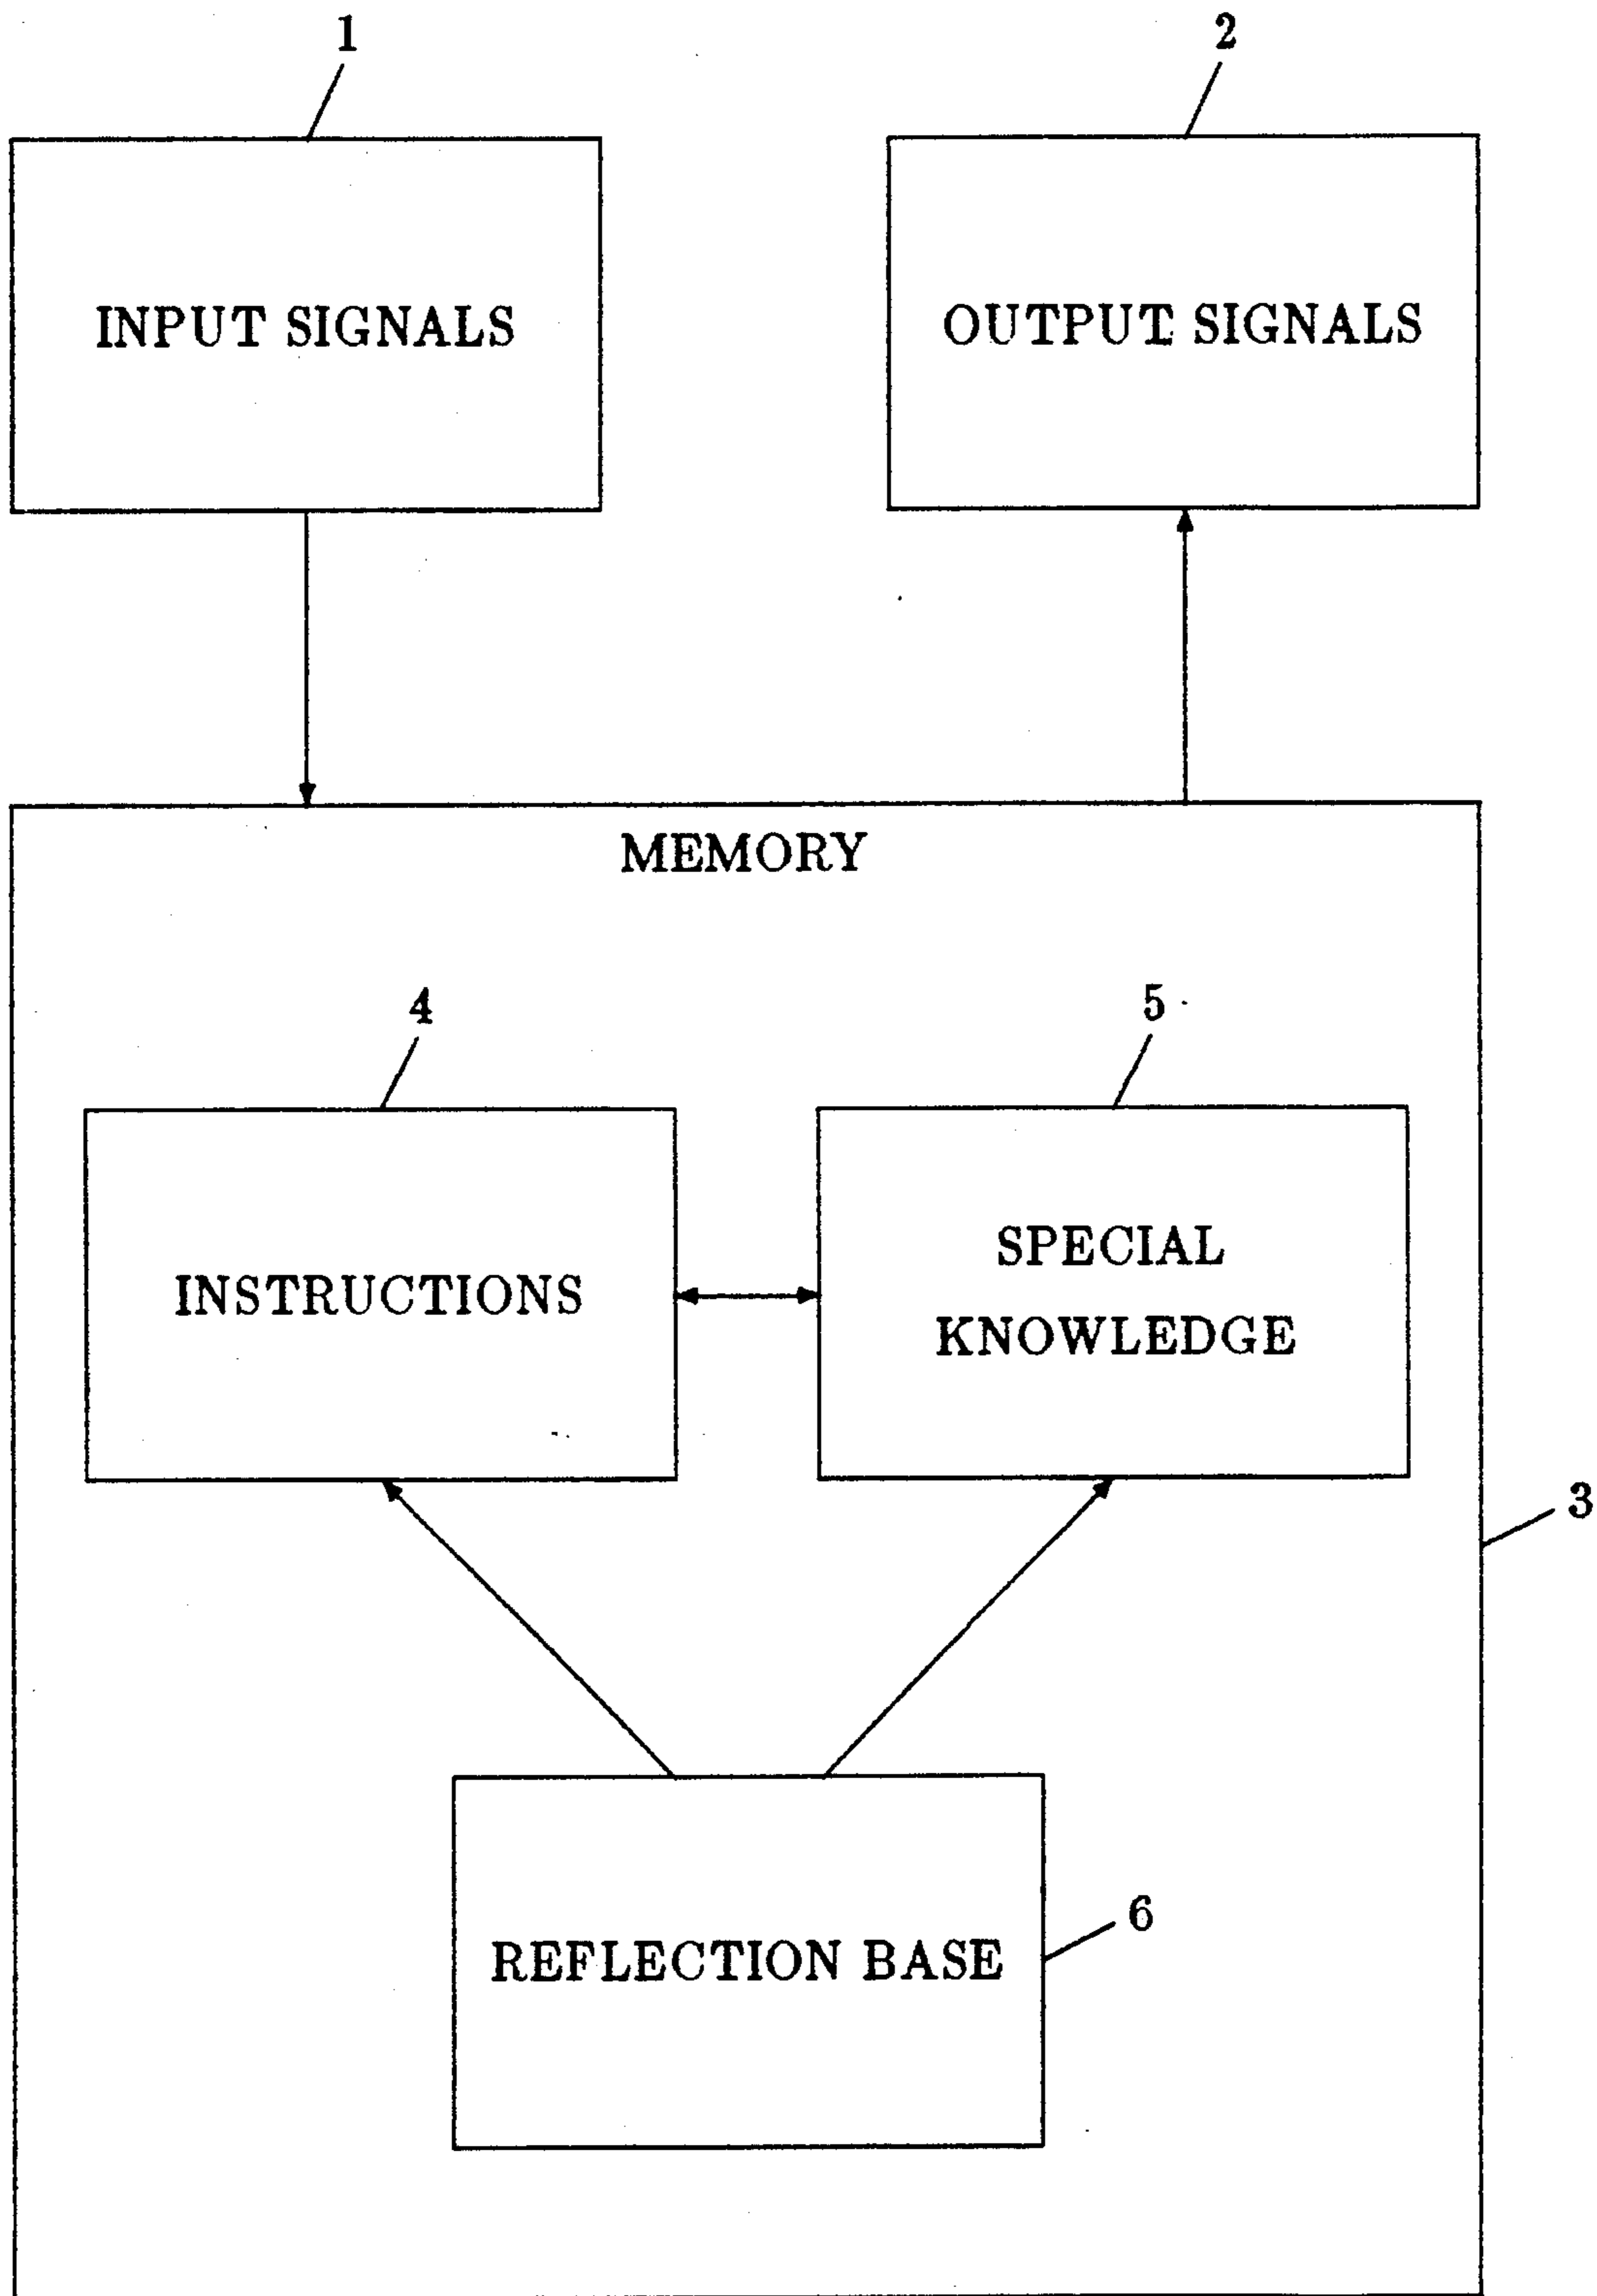 1
2
INPUT SIGNALS
OUTPUT SIGNALS
MEMORY
4
5
INSTRUCTIONS
SPECIAL
KNOWLEDGE
3
6
REFLECTION BASE